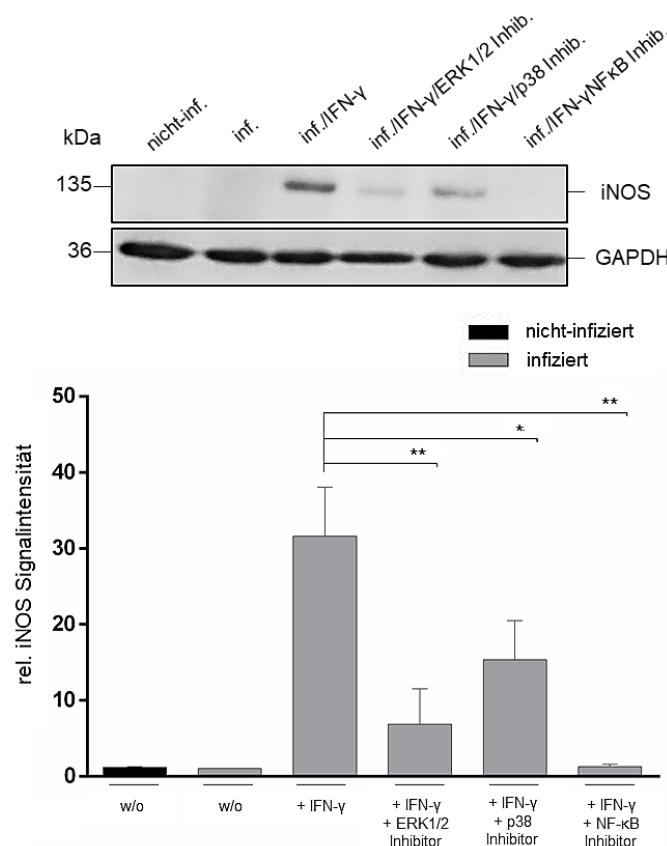 nicht-inf.
inf.
inf./IFN-γ
inf./IFN-γ/ERK1/2 Inhib.
inf./IFN-γ/p38 Inhib.
inf./IFN-γNFκB Inhib.
kDa
135
iNOS
36
GAPDH
nicht-infiziert
infiziert
rel. iNOS Signalintensität
50
40
30
20
10
0
**
*
**
w/o
w/o
+ IFN-γ
+ IFN-γ
+ ERK1/2
Inhibitor
+ IFN-γ
+ p38
Inhibitor
+ IFN-γ
+ NF-κB
Inhibitor